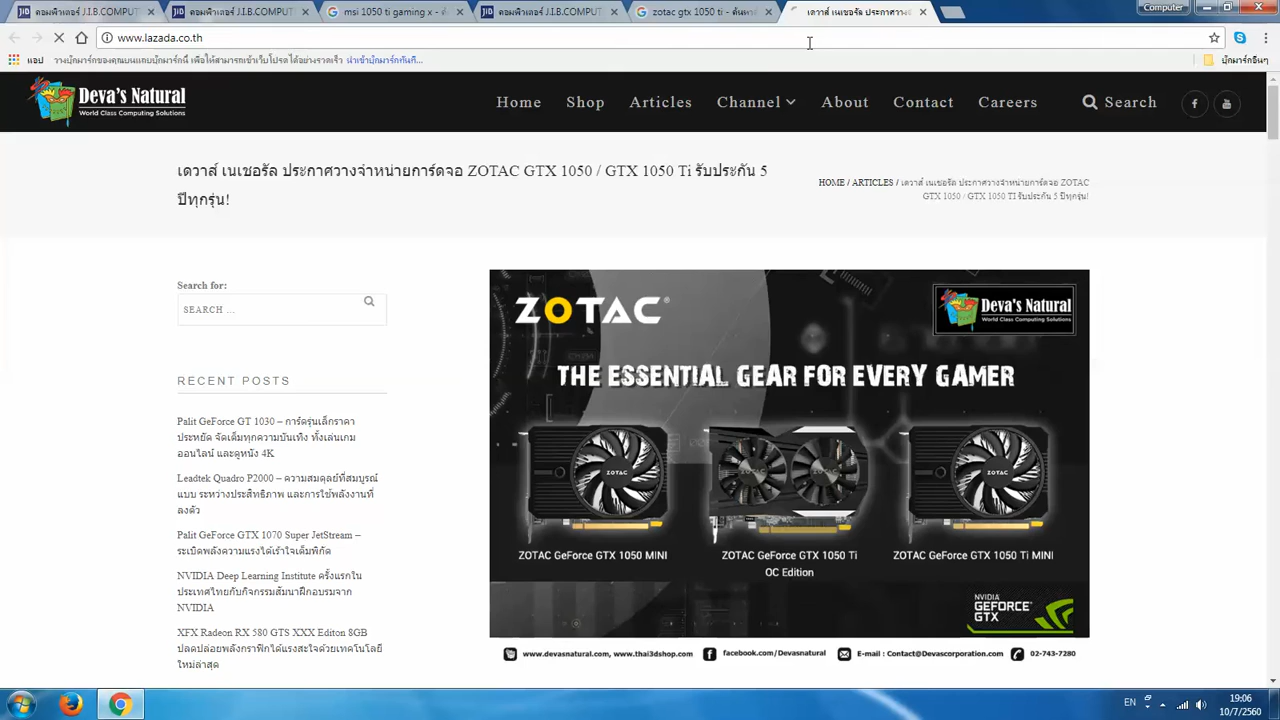 คอมพิวเตอร์ J.I.B.COMPUTER
คอมพิวเตอร์ J.I.B.COMPUTER
msi 1050 ti gaming x - ค้น
คอมพิวเตอร์ J.I.B.COMPUTER
zotac gtx 1050 ti - ค้นหา
เดวาส์ เนเชอรัล ประกาศวาง
Computer
www.lazada.co.th
แอป
วางบุ๊กมาร์กของคุณบนแถบบุ๊กมาร์กนี้ เพื่อให้สามารถเข้าเว็บโปรดได้อย่างรวดเร็ว นำเข้าบุ๊กมาร์กทันที...
บุ๊กมาร์กอื่นๆ
Deva's Natural
World Class Computing Solutions
Home
Shop
Articles
Channel
About
Contact
Careers
Search
เดวาส์ เนเชอรัล ประกาศวางจำหน่ายการ์ดจอ ZOTAC GTX 1050 / GTX 1050 Ti รับประกัน 5
ปีทุกรุ่น!
HOME / ARTICLES / เดวาส์ เนเชอรัล ประกาศวางจำหน่ายการ์ดจอ ZOTAC
GTX 1050 / GTX 1050 TI รับประกัน 5 ปีทุกรุ่น!
Search for:
SEARCH ...
RECENT POSTS
Palit GeForce GT 1030 – การ์ดรุ่นเล็กราคา
ประหยัด จัดเต็มทุกความบันเทิง ทั้งเล่นเกม
ออนไลน์ และดูหนัง 4K
Leadtek Quadro P2000 – ความสมดุลย์ที่สมบูรณ์
แบบ ระหว่างประสิทธิภาพ และการใช้พลังงานที่
ลงตัว
Palit GeForce GTX 1070 Super JetStream –
ระเบิดพลังความแรงได้เร้าใจเต็มพิกัด
NVIDIA Deep Learning Institute ครั้งแรกใน
ประเทศไทยกับกิจกรรมสัมนาฝึกอบรมจาก
NVIDIA
XFX Radeon RX 580 GTS XXX Editon 8GB
ปลดปล่อยพลังกราฟิกได้แรงสะใจด้วยเทคโนโลยี
ใหม่ล่าสุด
ZOTAC®
Deva's Natural
World Class Computing Solutions
THE ESSENTIAL GEAR FOR EVERY GAMER
ZOTAC
ZOTAC
ZOTAC GeForce GTX 1050 MINI
ZOTAC GeForce GTX 1050 Ti
OC Edition
ZOTAC GeForce GTX 1050 Ti MINI
NVIDIA
GEFORCE
GTX
www.devasnatural.com, www.thai3dshop.com
facebook.com/Devasnatural
E-mail : Contact@Devascorporation.com
02-743-7280
EN
19:06
10/7/2560